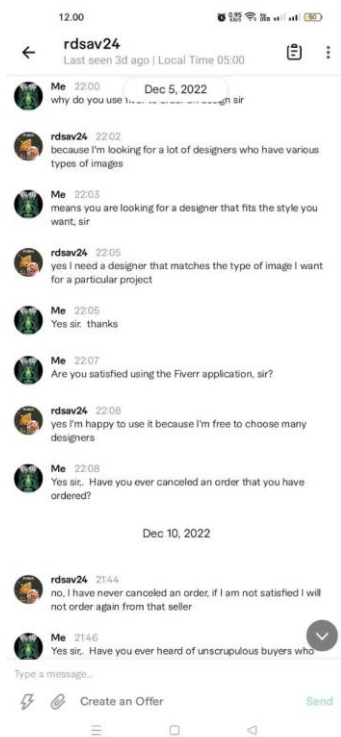 12.00
50
rdsav24
Last seen 3d ago | Local Time 05:00
Me 22:00
Dec 5, 2022
why do you use sir
rdsav24 22:02
because I'm looking for a lot of designers who have various
types of images
Me 22:03
means you are looking for a designer that fits the style you
want, sir
rdsav24 22:05
yes I need a designer that matches the type of image I want
for a particular project
Me 22:05
Yes sir. thanks
Me 22:07
Are you satisfied using the Fiverr application, sir?
rdsav24 22:08
yes I'm happy to use it because I'm free to choose many
designers
Me 22:08
Yes sir,. Have you ever canceled an order that you have
ordered?
Dec 10, 2022
rdsav24 21:44
no, I have never canceled an order, if I am not satisfied I will
not order again from that seller
Me 21:46
Yes sir,. Have you ever heard of unscrupulous buyers who
Type a message...
Create an Offer
Send